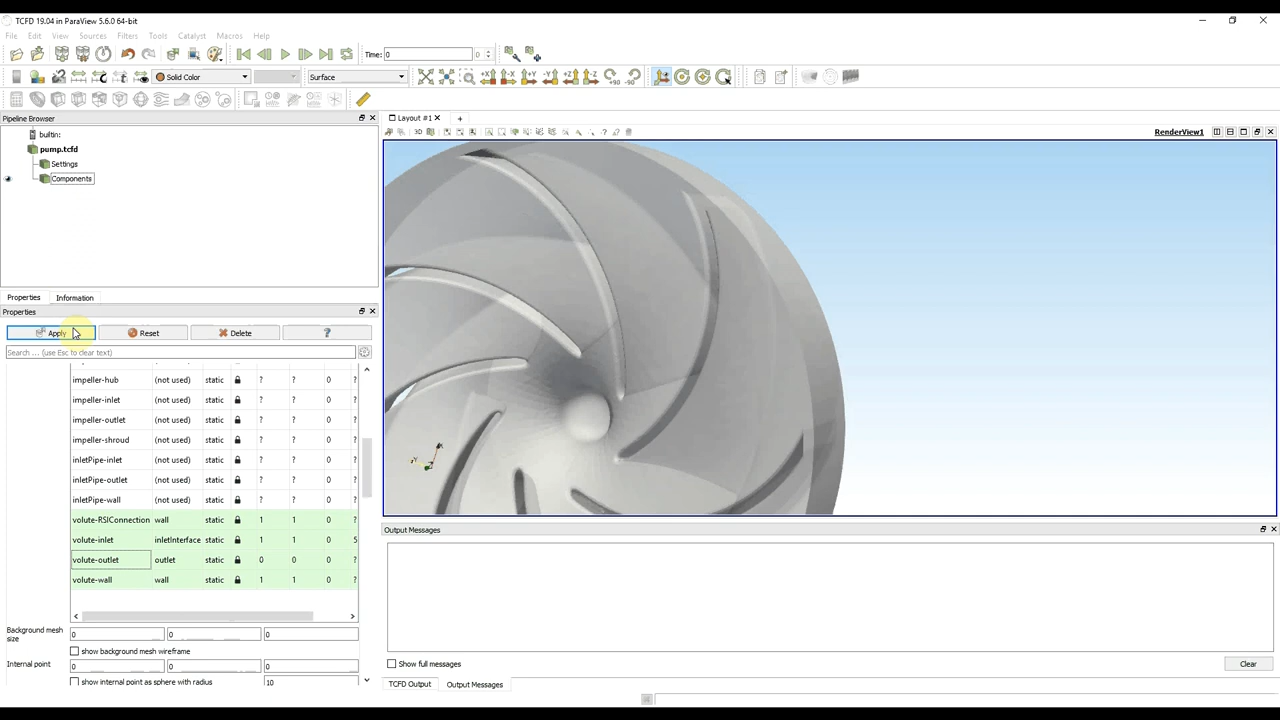 TCFD 19.04 in ParaView 5.6.0 64-bit
File Edit View Sources Filters Tools Catalyst Macros Help
Time: 0 0
Solid Color Surface
+X -X +Y -Y +Z -Z +90 -90
Pipeline Browser
builtin:
pump.tcfd
Settings
Components
Layout #1
3D RenderView1
Properties Information
Properties
Apply Reset Delete ?
Search ... (use Esc to clear text)
impeller-hub (not used) static ? ? 0 ?
impeller-inlet (not used) static ? ? 0 ?
impeller-outlet (not used) static ? ? 0 ?
impeller-shroud (not used) static ? ? 0 ?
inletPipe-inlet (not used) static ? ? 0 ?
inletPipe-outlet (not used) static ? ? 0 ?
inletPipe-wall (not used) static ? ? 0 ?
volute-RSIConnection wall static 1 1 0 ?
volute-inlet inletInterface static 1 1 0 5
volute-outlet outlet static 0 0 0 ?
volute-wall wall static 1 1 0 ?
Background mesh size 0 0 0
show background mesh wireframe
Internal point 0 0 0
show internal point as sphere with radius 10
Output Messages
Show full messages Clear
TCFD Output Output Messages